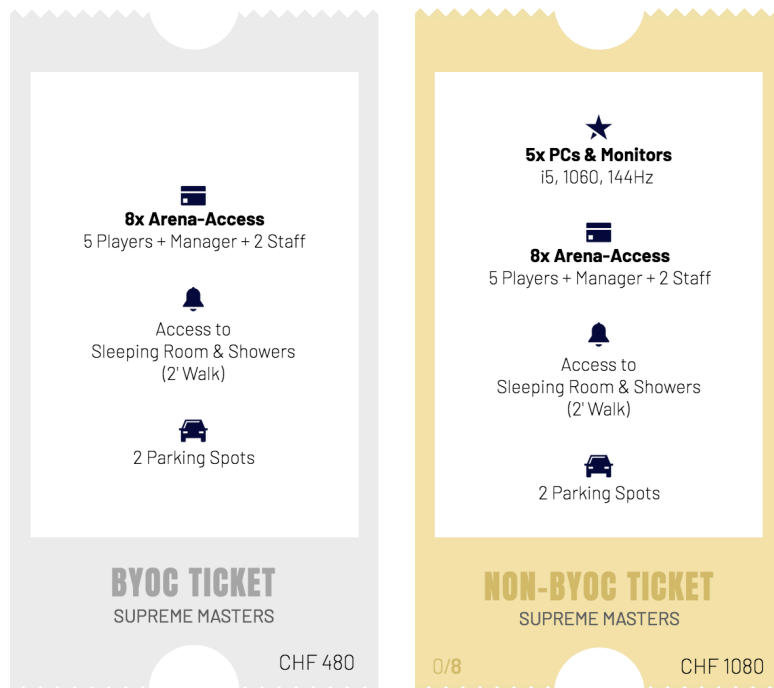 8x Arena-Access
5 Players + Manager + 2 Staff
Access to
Sleeping Room & Showers
(2' Walk)
2 Parking Spots
BYOC TICKET
SUPREME MASTERS
CHF 480
5x PCs & Monitors
i5, 1060, 144Hz
8x Arena-Access
5 Players + Manager + 2 Staff
Access to
Sleeping Room & Showers
(2' Walk)
2 Parking Spots
NON-BYOC TICKET
SUPREME MASTERS
0/8
CHF 1080